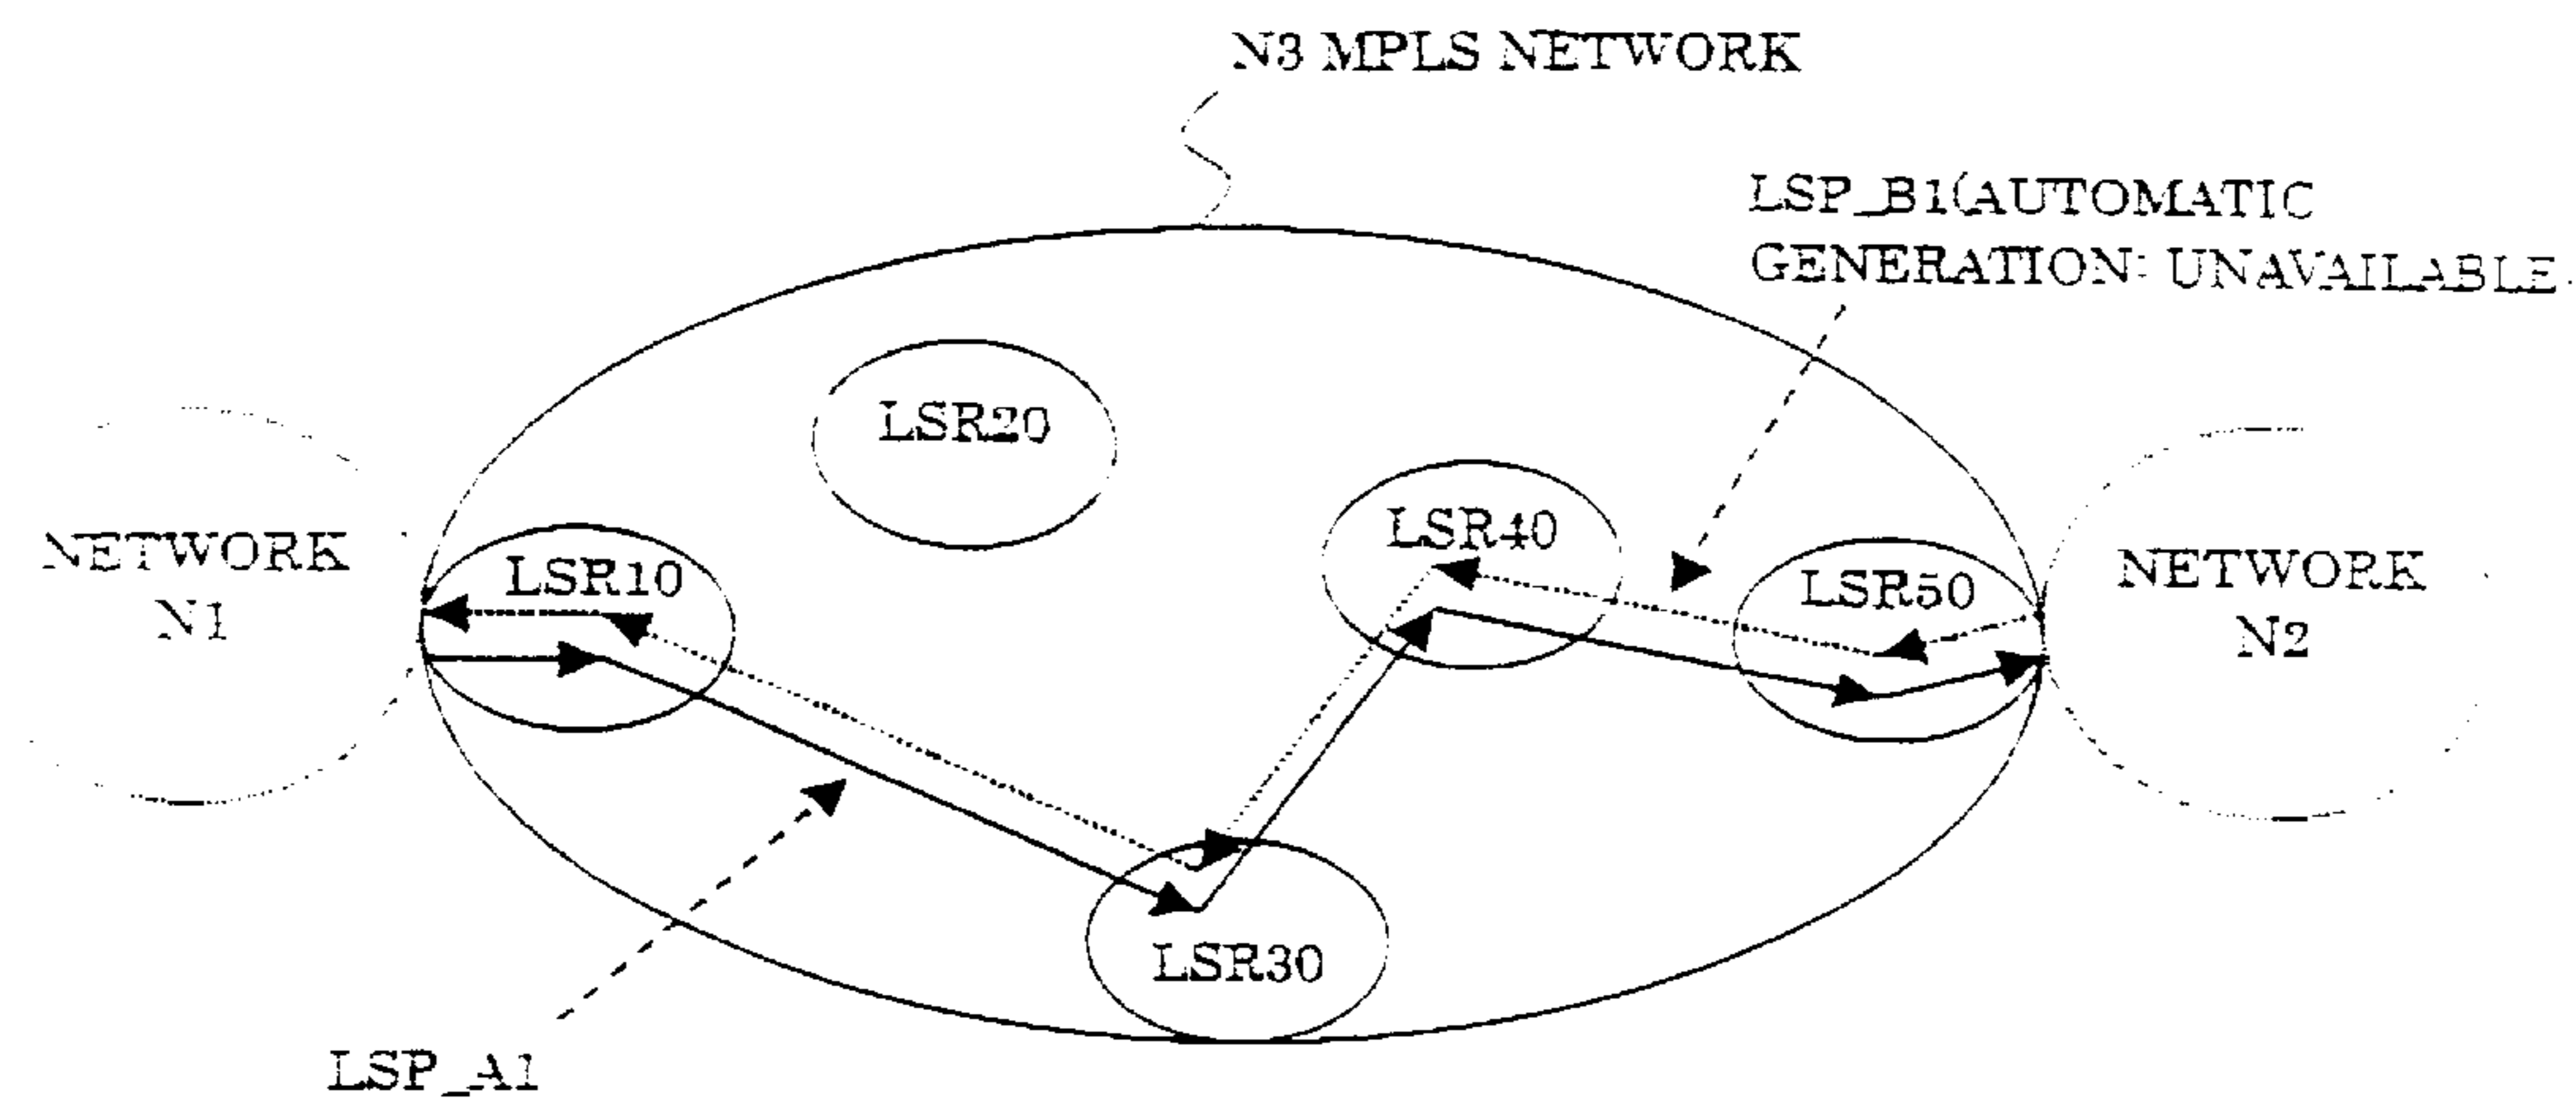 N3 MPLS NETWORK
LSP_B1(AUTOMATIC
GENERATION: UNAVAILABLE
LSR20
LSR40
NETWORK
N1
LSR10
LSR50
NETWORK
N2
LSR30
LSP_A1